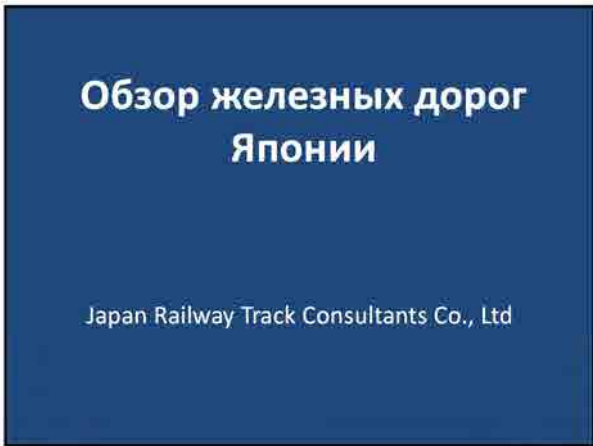 Обзор железных дорог
Японии
Japan Railway Track Consultants Co., Ltd